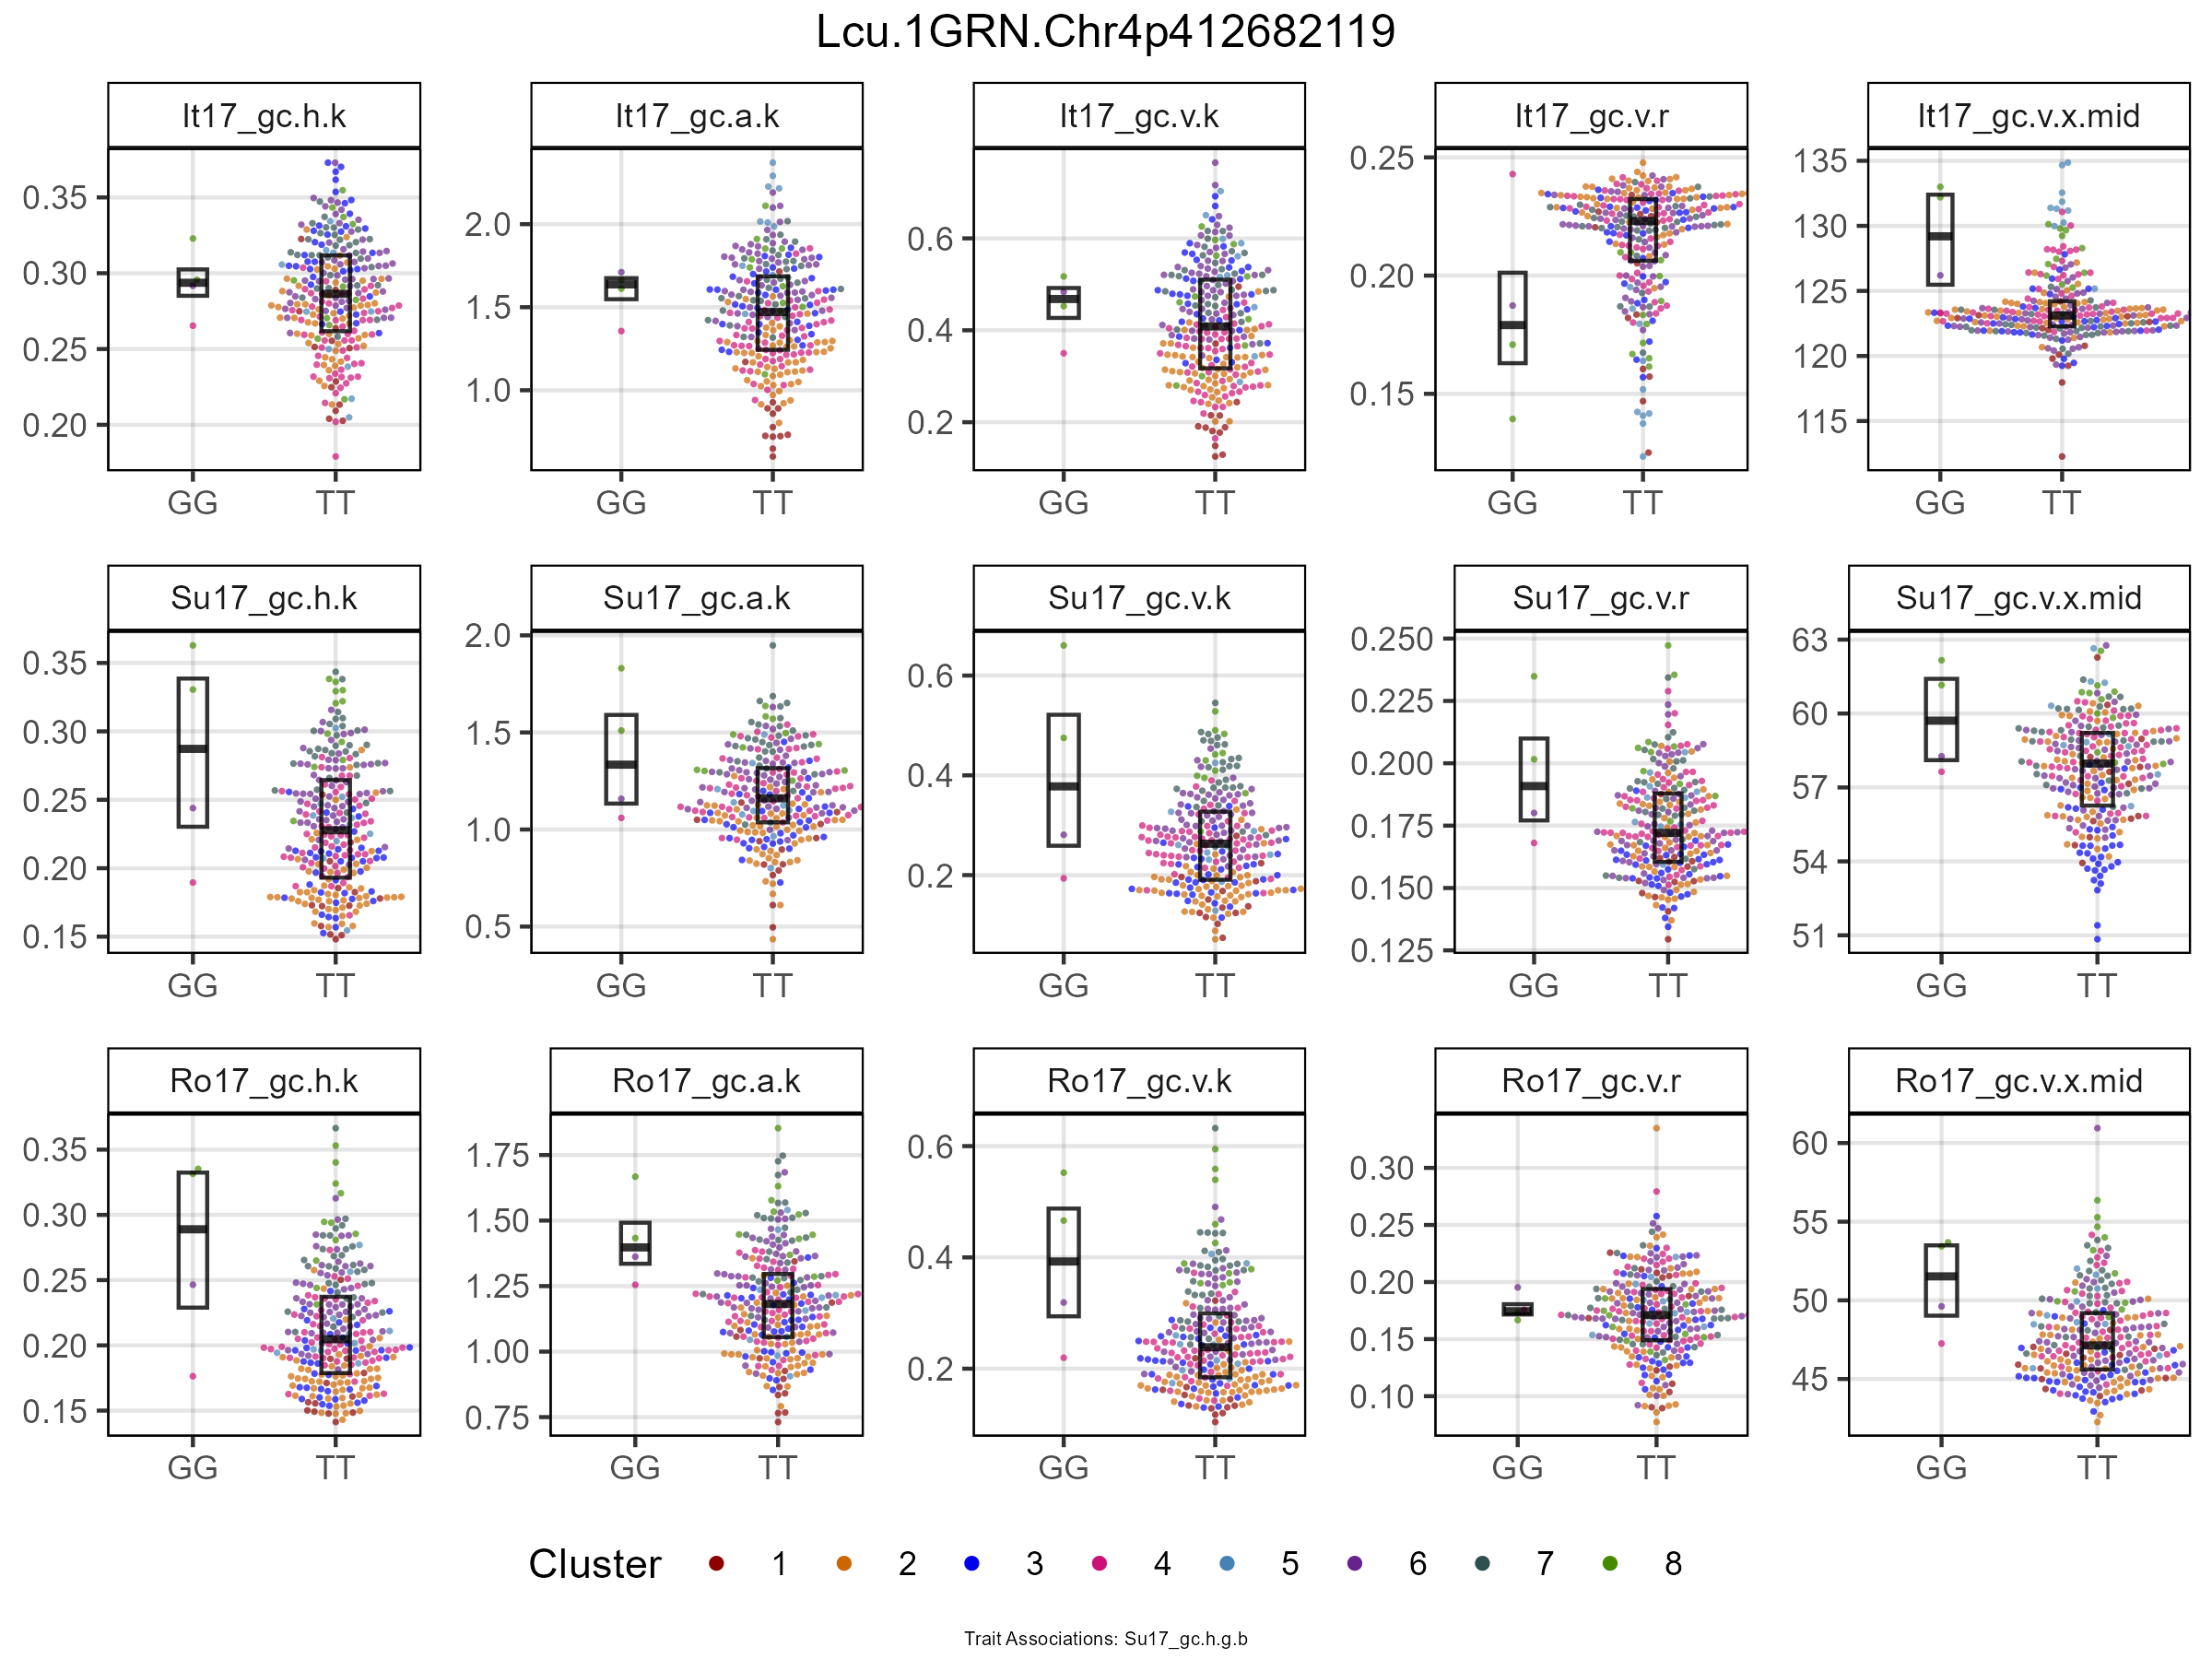 Lcu.1GRN.Chr4p412682119
It17_gc.h.k It17_gc.a.k It17_gc.v.k It17_gc.v.r It17_gc.v.x.mid
0.35 0.30 0.25 0.20
2.0 1.5 1.0
0.6 0.4 0.2
0.25 0.20 0.15
135 130 125 120 115
GG TT GG TT GG TT GG TT GG TT
Su17_gc.h.k Su17_gc.a.k Su17_gc.v.k Su17_gc.v.r Su17_gc.v.x.mid
0.35 0.30 0.25 0.20 0.15
2.0 1.5 1.0 0.5
0.6 0.4 0.2
0.250 0.225 0.200 0.175 0.150 0.125
63 60 57 54 51
GG TT GG TT GG TT GG TT GG TT
Ro17_gc.h.k Ro17_gc.a.k Ro17_gc.v.k Ro17_gc.v.r Ro17_gc.v.x.mid
0.35 0.30 0.25 0.20 0.15
1.75 1.50 1.25 1.00 0.75
0.6 0.4 0.2
0.30 0.25 0.20 0.15 0.10
60 55 50 45
GG TT GG TT GG TT GG TT GG TT
Cluster 1 2 3 4 5 6 7 8
Trait Associations: Su17_gc.h.g.b